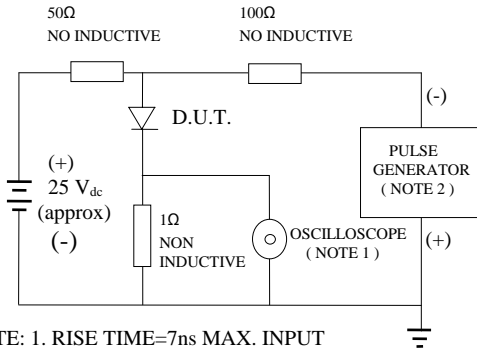 50Ω
NO INDUCTIVE
100Ω
NO INDUCTIVE
(-)
D.U.T.
PULSE
GENERATOR
( NOTE 2 )
(+)
25 Vdc
(approx)
(-)
1Ω
NON
INDUCTIVE
OSCILLOSCOPE
( NOTE 1 )
(+)
TE: 1. RISE TIME=7ns MAX. INPUT